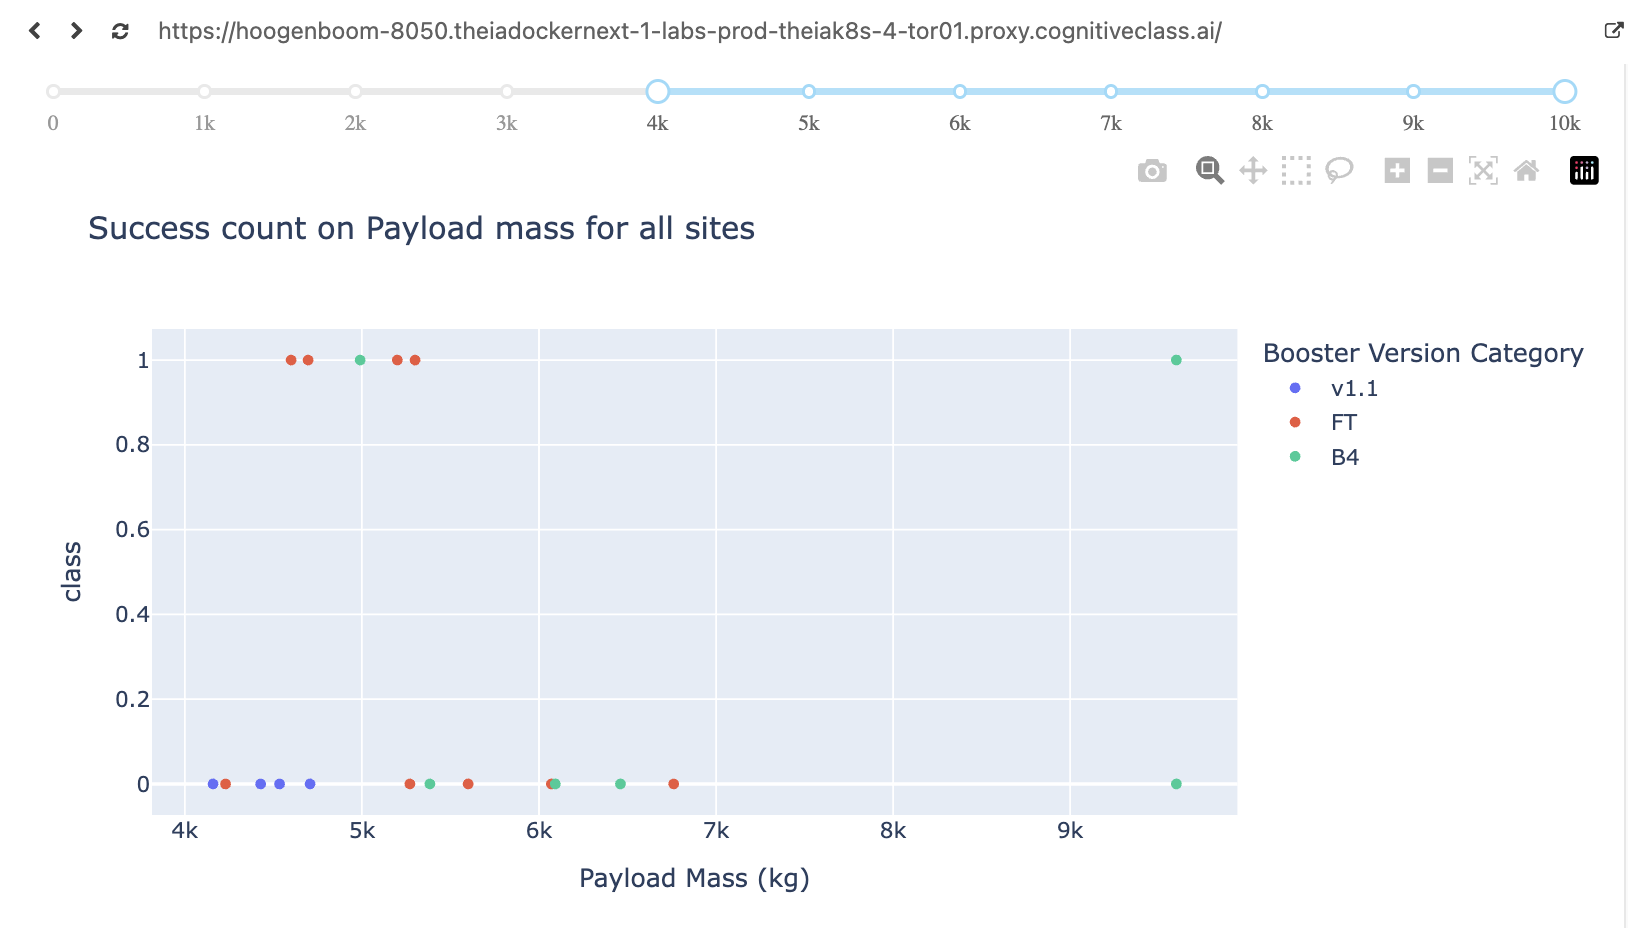 https://hoogenboom-8050.theiadockernext-1-labs-prod-theiak8s-4-tor01.proxy.cognitiveclass.ai/
0 1k 2k 3k 4k 5k 6k 7k 8k 9k 10k
Success count on Payload mass for all sites
Booster Version Category
v1.1
FT
B4
class
1
0.8
0.6
0.4
0.2
0
4k 5k 6k 7k 8k 9k
Payload Mass (kg)